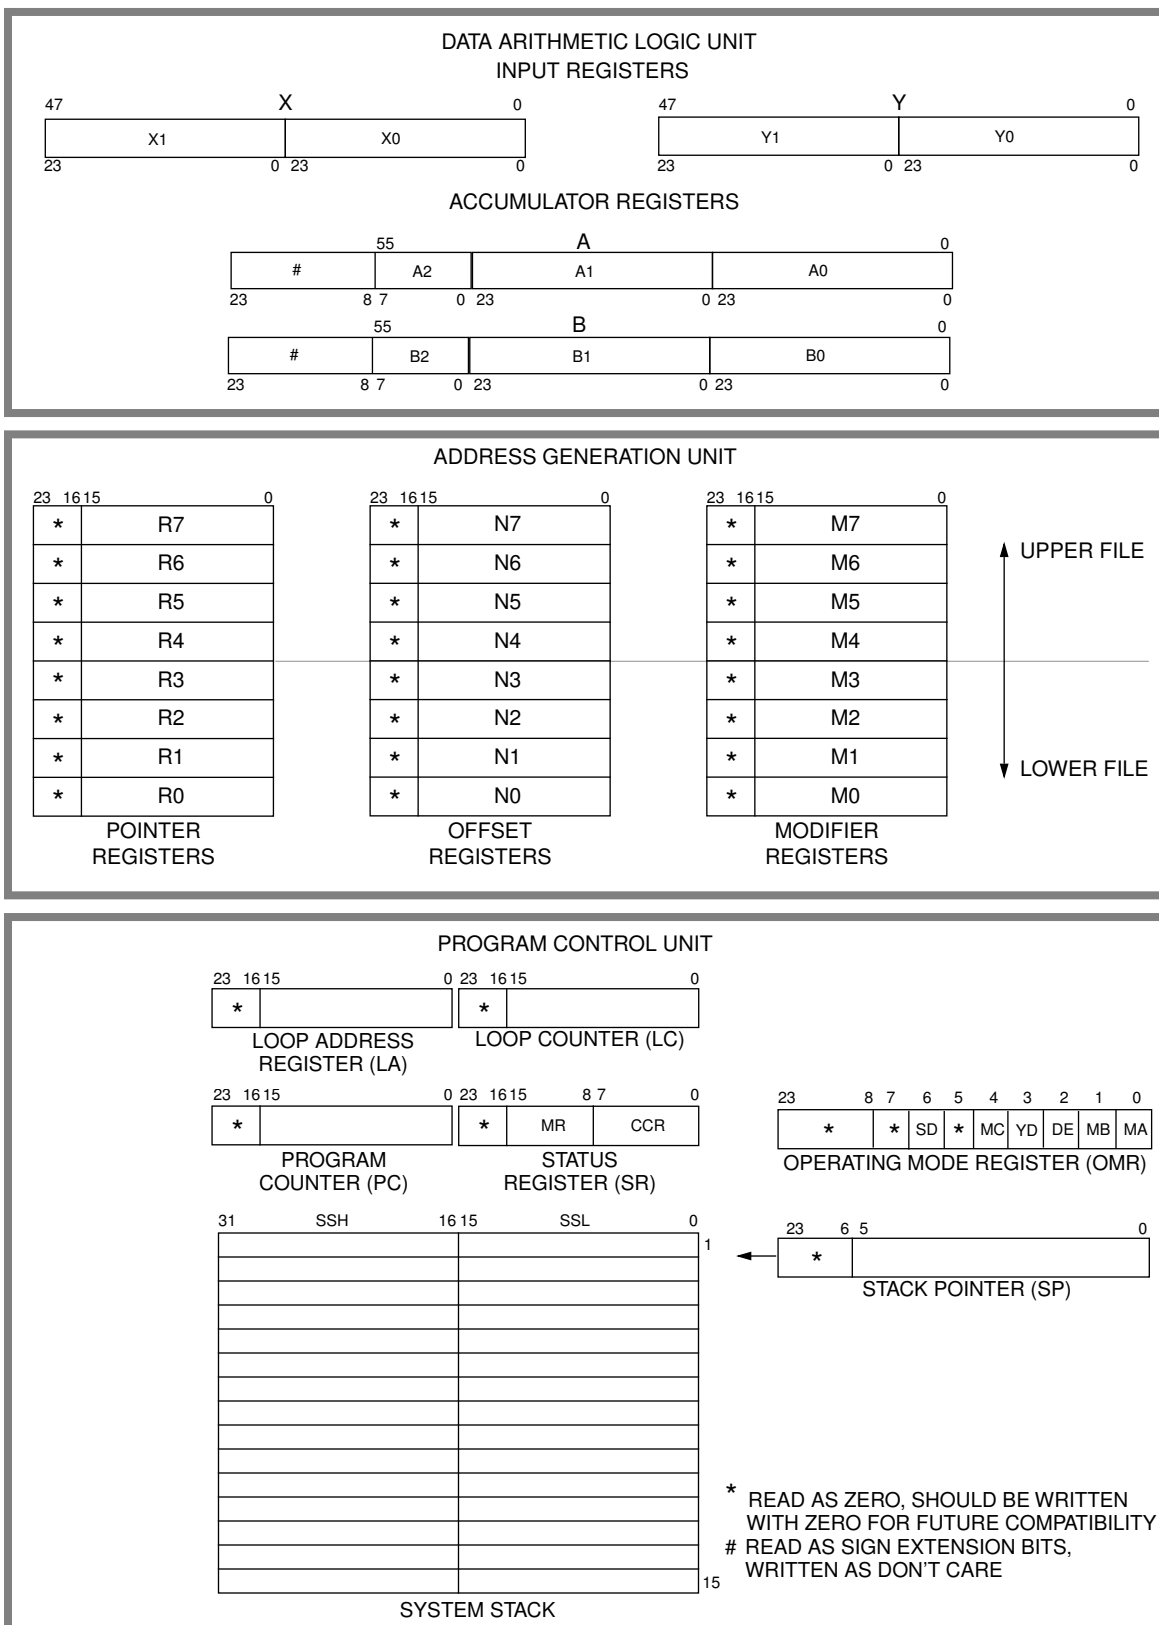 DATA ARITHMETIC LOGIC UNIT
INPUT REGISTERS
47 X 0 47 Y 0
X1 X0 Y1 Y0
23 0 23 0 23 0 23 0
ACCUMULATOR REGISTERS
55 A 0
# A2 A1 A0
23 8 7 0 23 0 23 0
55 B 0
# B2 B1 B0
23 8 7 0 23 0 23 0
ADDRESS GENERATION UNIT
23 16 15 0 23 16 15 0 23 16 15 0
* R7 * N7 * M7
* R6 * N6 * M6 UPPER FILE
* R5 * N5 * M5
* R4 * N4 * M4
* R3 * N3 * M3
* R2 * N2 * M2
* R1 * N1 * M1 LOWER FILE
* R0 * N0 * M0
POINTER OFFSET MODIFIER
REGISTERS REGISTERS REGISTERS
PROGRAM CONTROL UNIT
23 16 15 0 23 16 15 0
* *
LOOP ADDRESS LOOP COUNTER (LC)
REGISTER (LA)
23 16 15 0 23 16 15 8 7 0 23 8 7 6 5 4 3 2 1 0
* * MR CCR * * SD * MC YD DE MB MA
PROGRAM STATUS OPERATING MODE REGISTER (OMR)
COUNTER (PC) REGISTER (SR)
31 SSH 16 15 SSL 0 23 6 5 0
1 *
STACK POINTER (SP)
* READ AS ZERO, SHOULD BE WRITTEN
WITH ZERO FOR FUTURE COMPATIBILITY
# READ AS SIGN EXTENSION BITS,
WRITTEN AS DON'T CARE
15
SYSTEM STACK